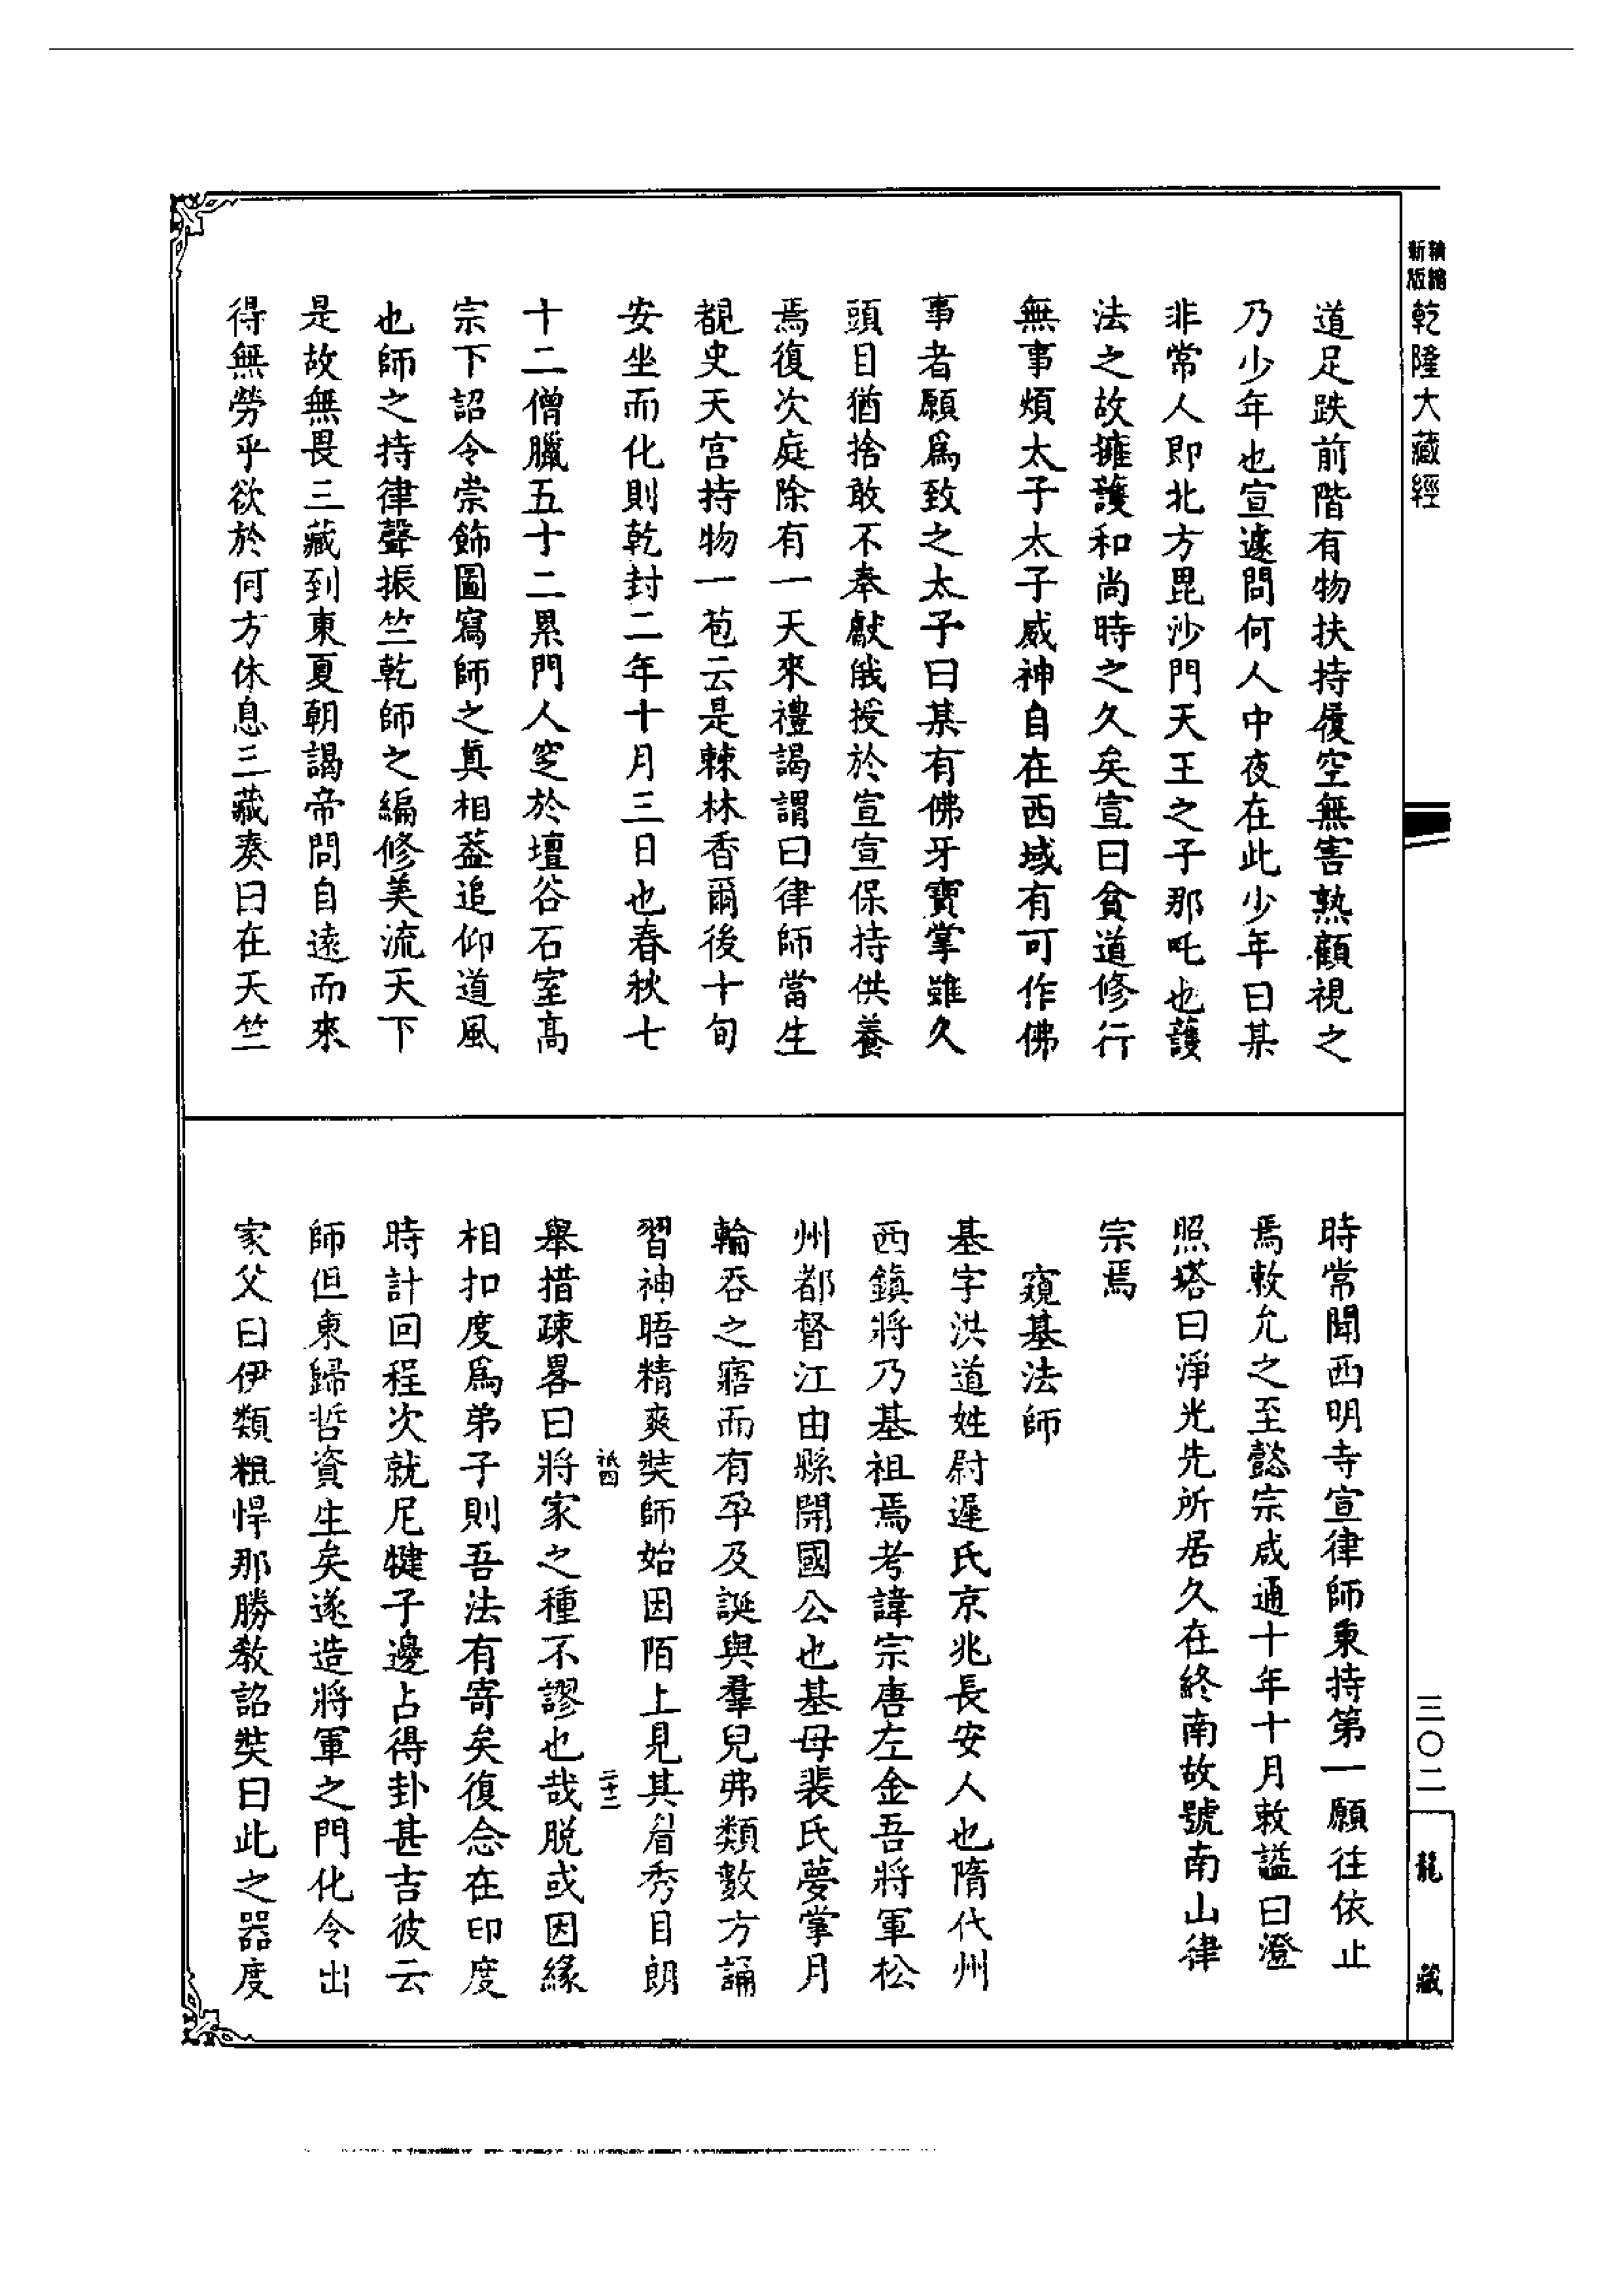 新編
縮版
乾隆大藏經
道足跌前階有物扶持履空無害熟顧視之
乃少年也宣遽問何人中夜在此少年曰某
非常人即北方毘沙門天王之子那吒也護
法之故擁護和尚時之久矣宣曰貧道修行
無事煩太子太子威神自在西域有可作佛
事者願爲致之太子曰某有佛牙寶掌雖久
頭目猶捨敢不奉獻俄授於宣宣保持供養
焉復次庭除有一天來禮謁謂曰律師當生
覩史天宮持物一苞云是棘林香爾後十旬
安坐而化則乾封二年十月三日也春秋七
十二僧臘五十二累門人窆於壇谷石室高
宗下詔令崇飾圖寫師之真相葢追仰道風
也師之持律聲振竺乾師之編修美流天下
是故無畏三藏到東夏朝謁帝問自遠而來
得無勞乎欲於何方休息三藏奏曰在天竺
時常聞西明寺宣律師秉持第一願往依止
焉敕允之至懿宗咸通十年十月敕謚曰澄
照塔曰淨光先所居久在終南故號南山律
宗焉
窺基法師
基字洪道姓尉遲氏京兆長安人也隋代州
西鎮將乃基祖焉考諱宗唐左金吾將軍松
州都督江由縣開國公也基母裴氏夢掌月
輪吞之寤而有孕及誕與羣兒弗類數方誦
習神晤精爽奘師始因陌上見其眉秀目朗
祇四 二十二
舉措疎畧曰將家之種不謬也哉脫或因緣
相扣度爲弟子則吾法有寄矣復念在印度
時計回程次就尼犍子邊占得卦甚吉彼云
師但東歸哲資生矣遂造將軍之門化令出
家父曰伊類粗悍那勝教詔奘曰此之器度
三〇二
龍藏